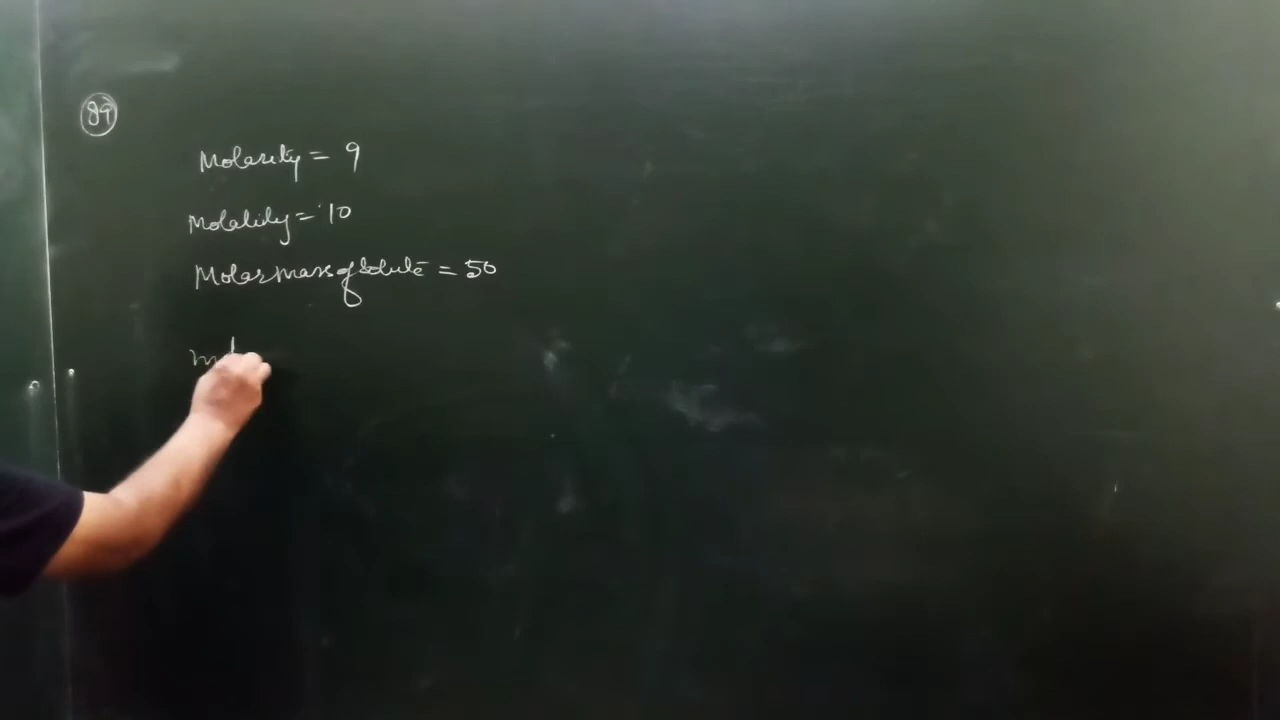 89
Molarity = 9
Molality = 10
Molar mass of Solute = 50